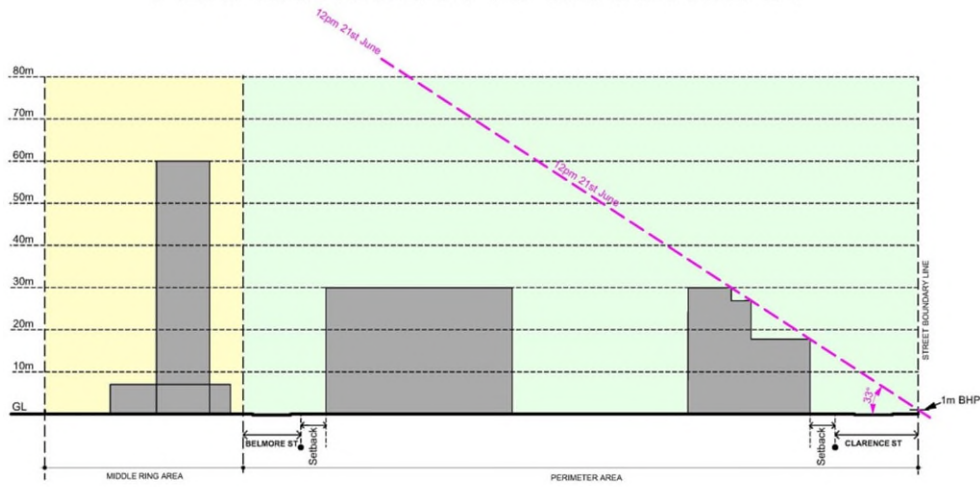 12pm 21st June
80m
70m
60m
12pm 21st June
50m
40m
30m
20m
10m
GL
STREET BOUNDARY LINE
33°
1m BHP
BELMORE ST
Setback
Setback
CLARENCE ST
MIDDLE RING AREA
PERIMETER AREA